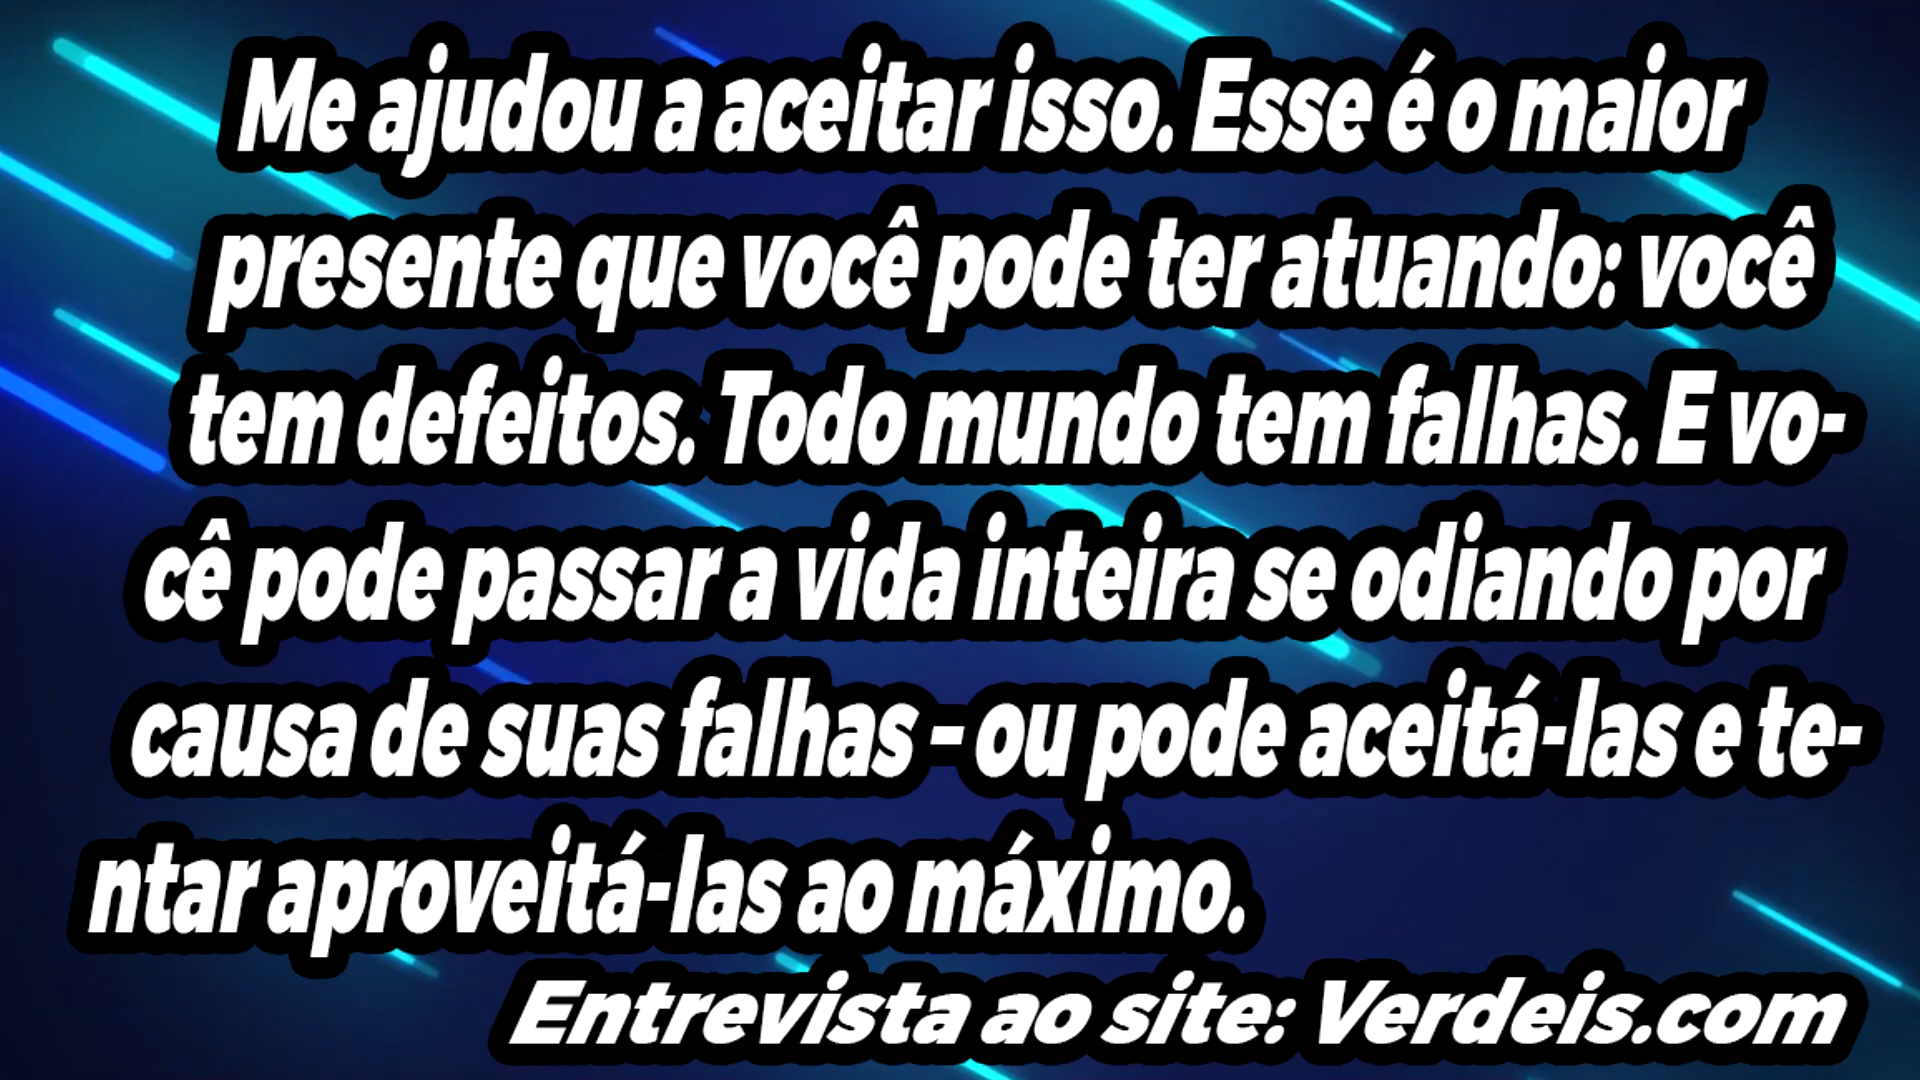 Me ajudou a aceitar isso. Esse é o maior
presente que você pode ter atuando: você
tem defeitos. Todo mundo tem falhas. E vo-
cê pode passar a vida inteira se odiando por
causa de suas falhas – ou pode aceitá-las e te-
ntar aproveitá-las ao máximo.
Entrevista ao site: Verdeis.com